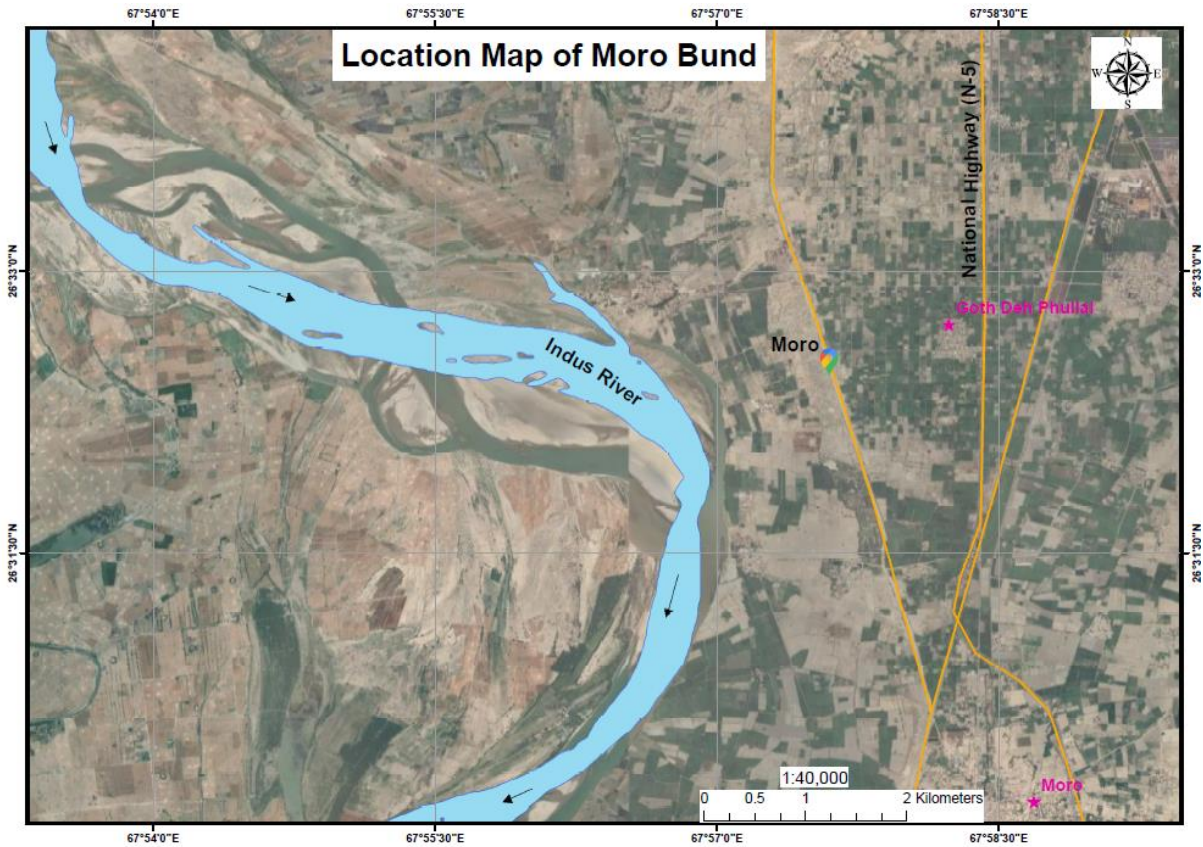 67°54'0"E
67°55'30"E
67°57'0"E
67°58'30"E
Location Map of Moro Bund
N
W
E
S
National Highway (N-5)
26°33'0"N
26°33'0"N
Goth Deh Phullal
Moro
Indus River
26°31'30"N
26°31'30"N
1:40,000
0 0.5 1 2 Kilometers
Moro
67°54'0"E
67°55'30"E
67°57'0"E
67°58'30"E